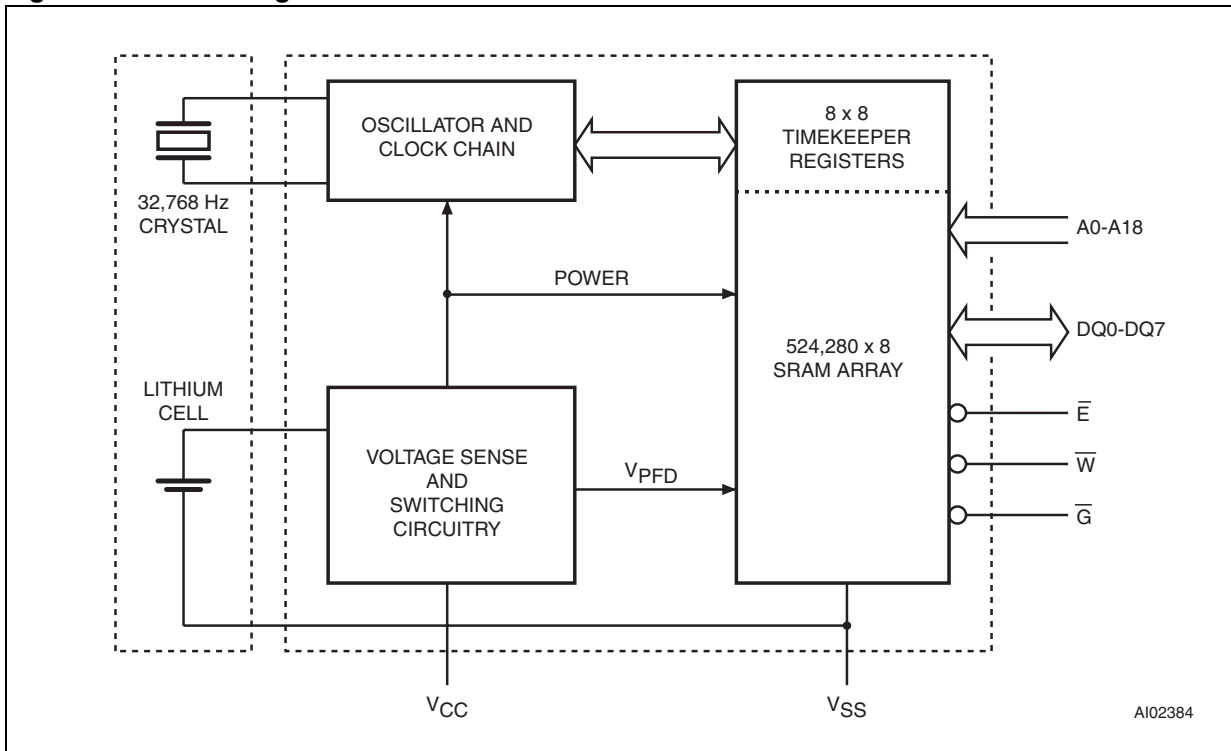 OSCILLATOR AND
CLOCK CHAIN
8 x 8
TIMEKEEPER
REGISTERS
32,768 Hz
CRYSTAL
A0-A18
POWER
DQ0-DQ7
524,280 x 8
SRAM ARRAY
LITHIUM
CELL
E̅
VOLTAGE SENSE
AND
SWITCHING
CIRCUITRY
VPFD
W̅
G̅
VCC
VSS
AI02384